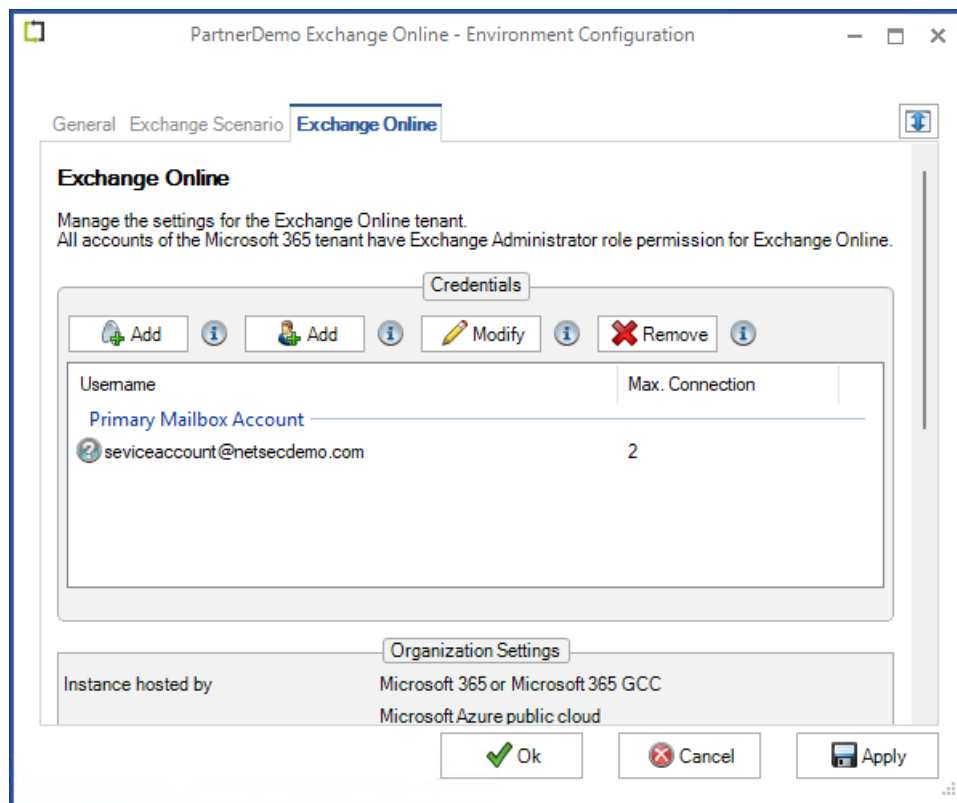 PartnerDemo Exchange Online - Environment Configuration
General Exchange Scenario Exchange Online
Exchange Online
Manage the settings for the Exchange Online tenant.
All accounts of the Microsoft 365 tenant have Exchange Administrator role permission for Exchange Online.
Credentials
Add Add Modify Remove
Username Max. Connection
Primary Mailbox Account
seviceaccount@netsecdemo.com 2
Organization Settings
Instance hosted by Microsoft 365 or Microsoft 365 GCC
Microsoft Azure public cloud
Ok Cancel Apply